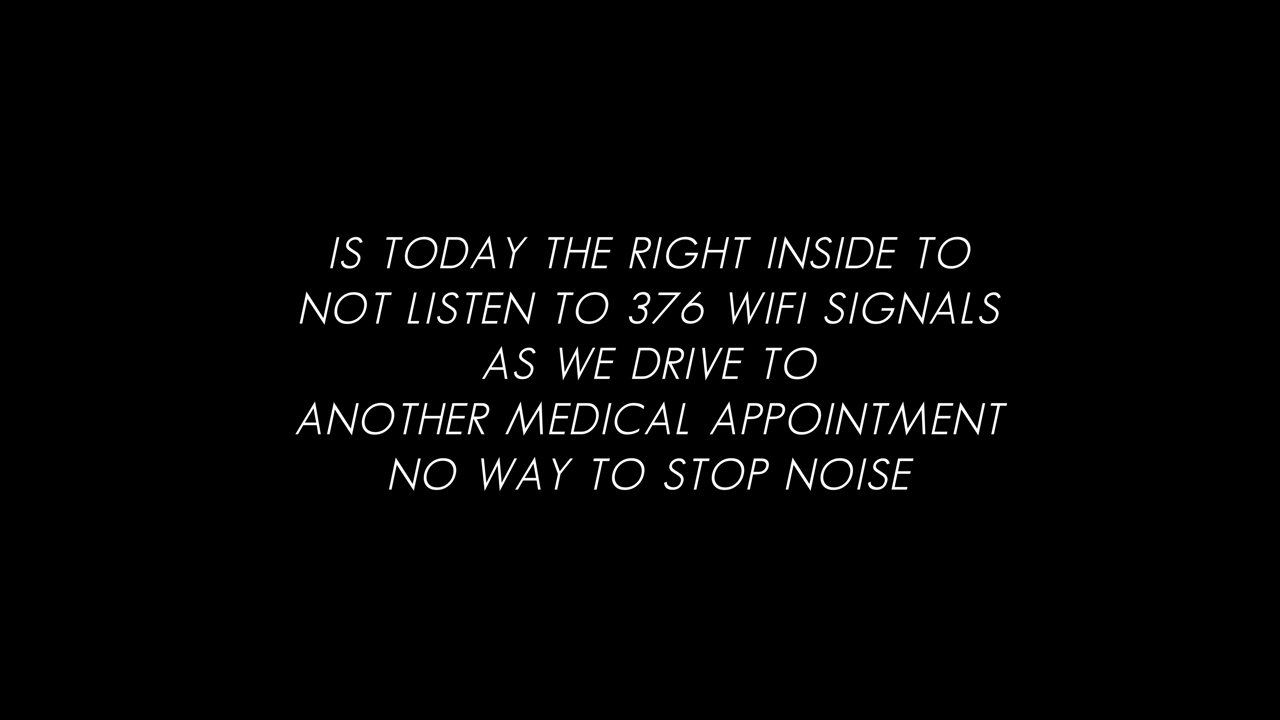 IS TODAY THE RIGHT INSIDE TO
NOT LISTEN TO 376 WIFI SIGNALS
AS WE DRIVE TO
ANOTHER MEDICAL APPOINTMENT
NO WAY TO STOP NOISE